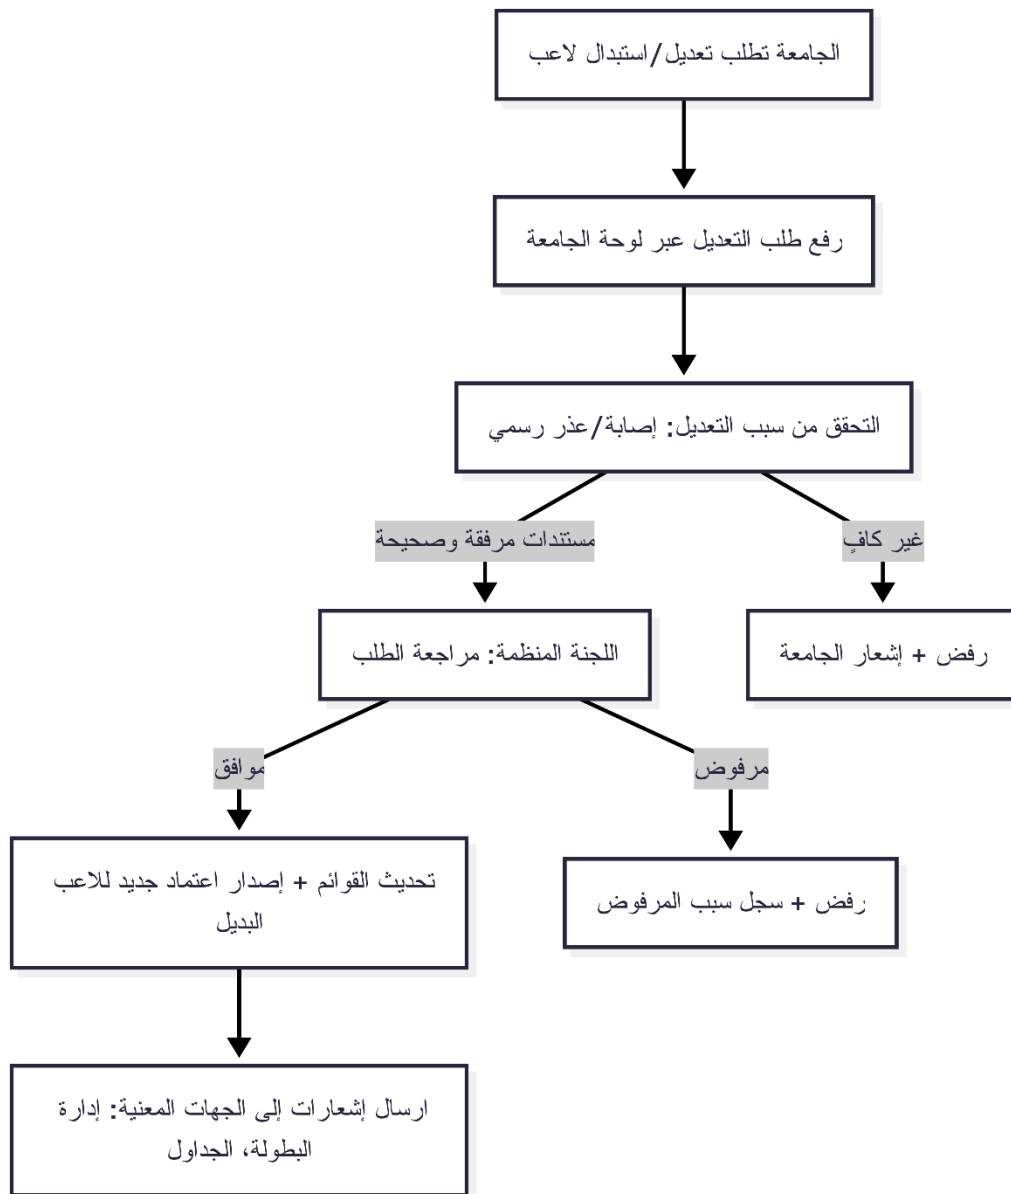 الجامعة تطلب تعديل/استبدال لاعب
رفع طلب التعديل عبر لوحة الجامعة
التحقق من سبب التعديل: إصابة/عذر رسمي
غير كافٍ
مستندات مرفقة وصحيحة
رفض + إشعار الجامعة
اللجنة المنظمة: مراجعة الطلب
مرفوض
موافق
رفض + سجل سبب المرفوض
تحديث القوائم + إصدار اعتماد جديد للاعب
البديل
ارسال إشعارات إلى الجهات المعنية: إدارة
البطولة، الجداول